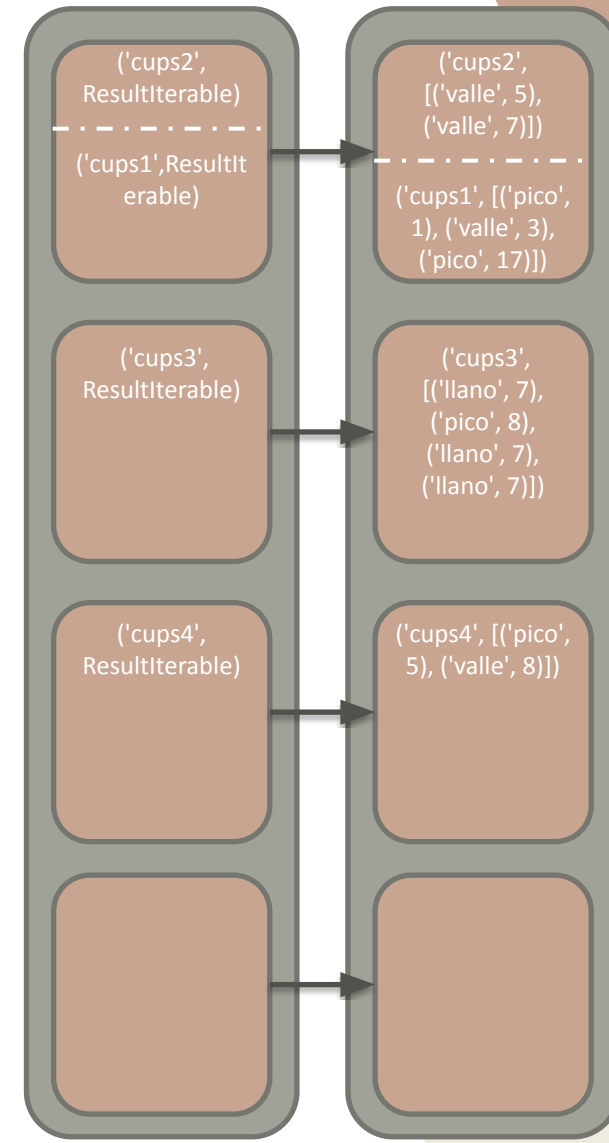 ('cups2',
ResultIterable)
('cups1',ResultIt
erable)
('cups2',
[('valle', 5),
('valle', 7)])
('cups1', [('pico',
1), ('valle', 3),
('pico', 17)])
('cups3',
ResultIterable)
('cups3',
[('llano', 7),
('pico', 8),
('llano', 7),
('llano', 7)])
('cups4',
ResultIterable)
('cups4', [('pico',
5), ('valle', 8)])